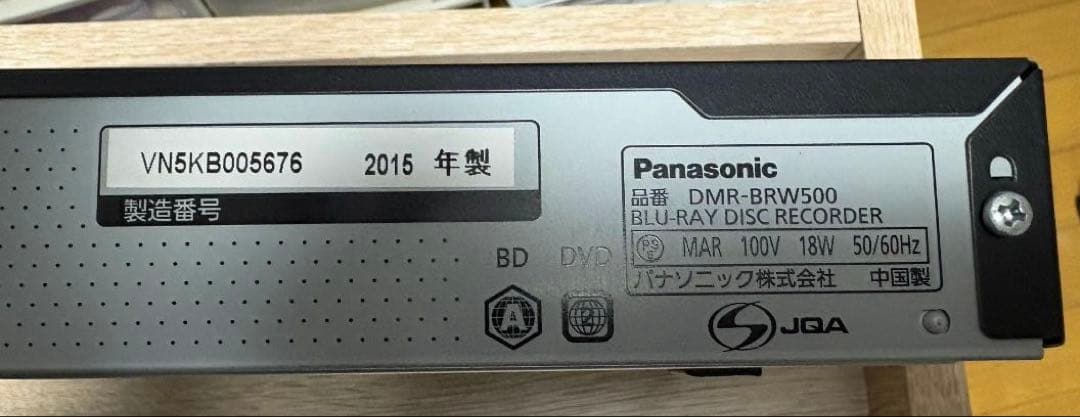 VN5KB005676 2015 年製
製造番号
Panasonic
品番 DMR-BRW500
BLU-RAY DISC RECORDER
PS E MAR 100V 18W 50/60Hz
パナソニック株式会社 中国製
BD DVD
A 2
JQA